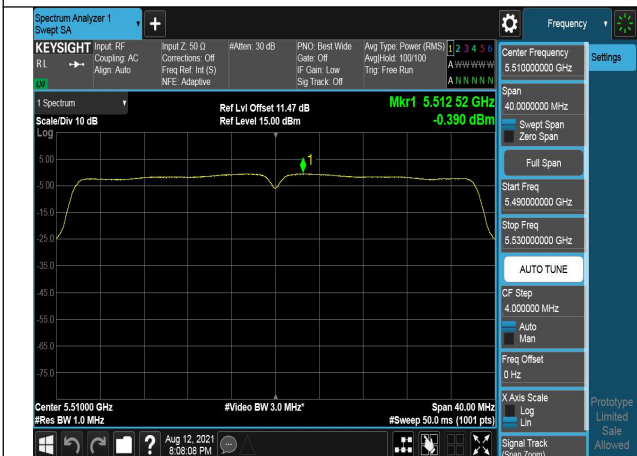 Spectrum Analyzer 1
Swept SA
+
Frequency
KEYSIGHT
RL
Input: RF
Coupling: AC
Align: Auto
Input Z: 50 Ω
Corrections: Off
Freq Ref: Int (S)
NFE: Adaptive
#Atten: 30 dB
PNO: Best Wide
Gate: Off
IF Gain: Low
Sig Track: Off
Avg Type: Power (RMS)
Avg|Hold: 100/100
Trig: Free Run
1 2 3 4 5 6
A W W W W W
A N N N N N
1 Spectrum
Scale/Div 10 dB
Log
Ref Lvl Offset 11.47 dB
Ref Level 15.00 dBm
Mkr1 5.512 52 GHz
-0.390 dBm
1
5.00
-5.00
-15.0
-25.0
-35.0
-45.0
-55.0
-65.0
-75.0
Center 5.51000 GHz
#Res BW 1.0 MHz
#Video BW 3.0 MHz*
Span 40.00 MHz
#Sweep 50.0 ms (1001 pts)
Center Frequency
5.510000000 GHz
Settings
Span
40.0000000 MHz
Swept Span
Zero Span
Full Span
Start Freq
5.490000000 GHz
Stop Freq
5.530000000 GHz
AUTO TUNE
CF Step
4.000000 MHz
Auto
Man
Freq Offset
0 Hz
X Axis Scale
Log
Lin
Signal Track
(Span Zoom)
Prototype
Limited
Sale
Allowed
?
Aug 12, 2021
8:08:08 PM